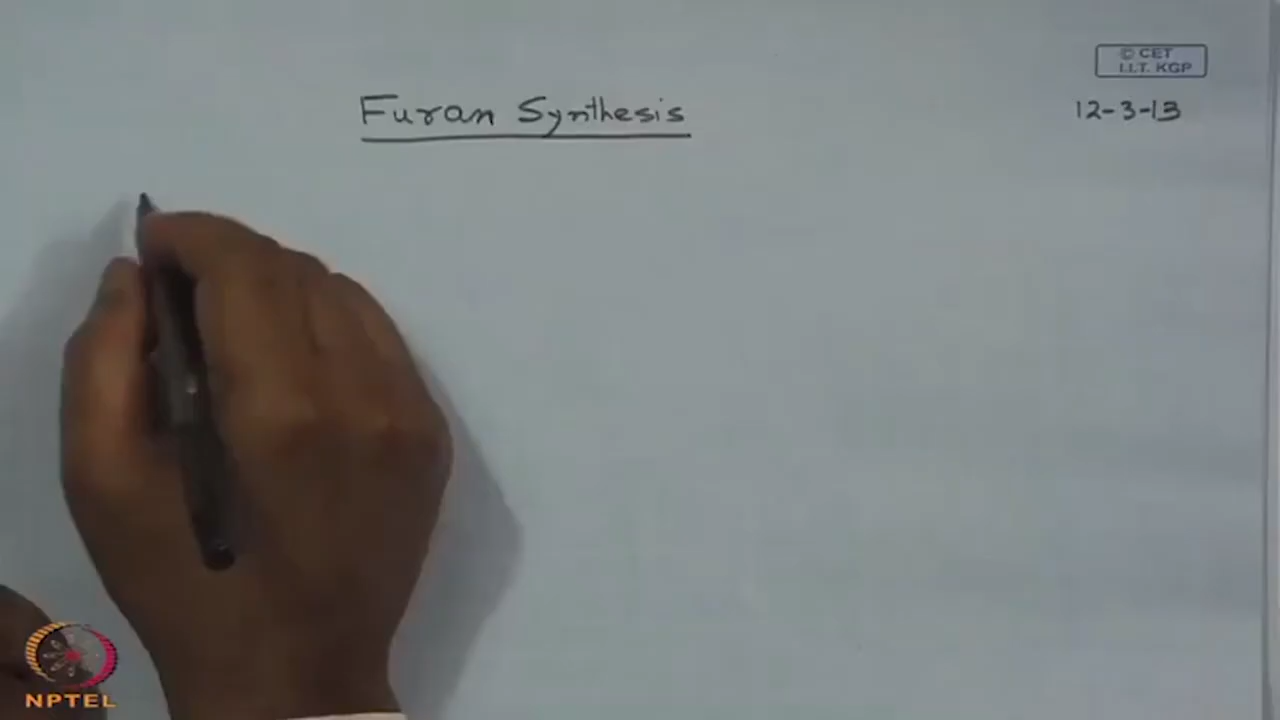 © CET
I.I.T. KGP
Furan Synthesis
12-3-13
NPTEL